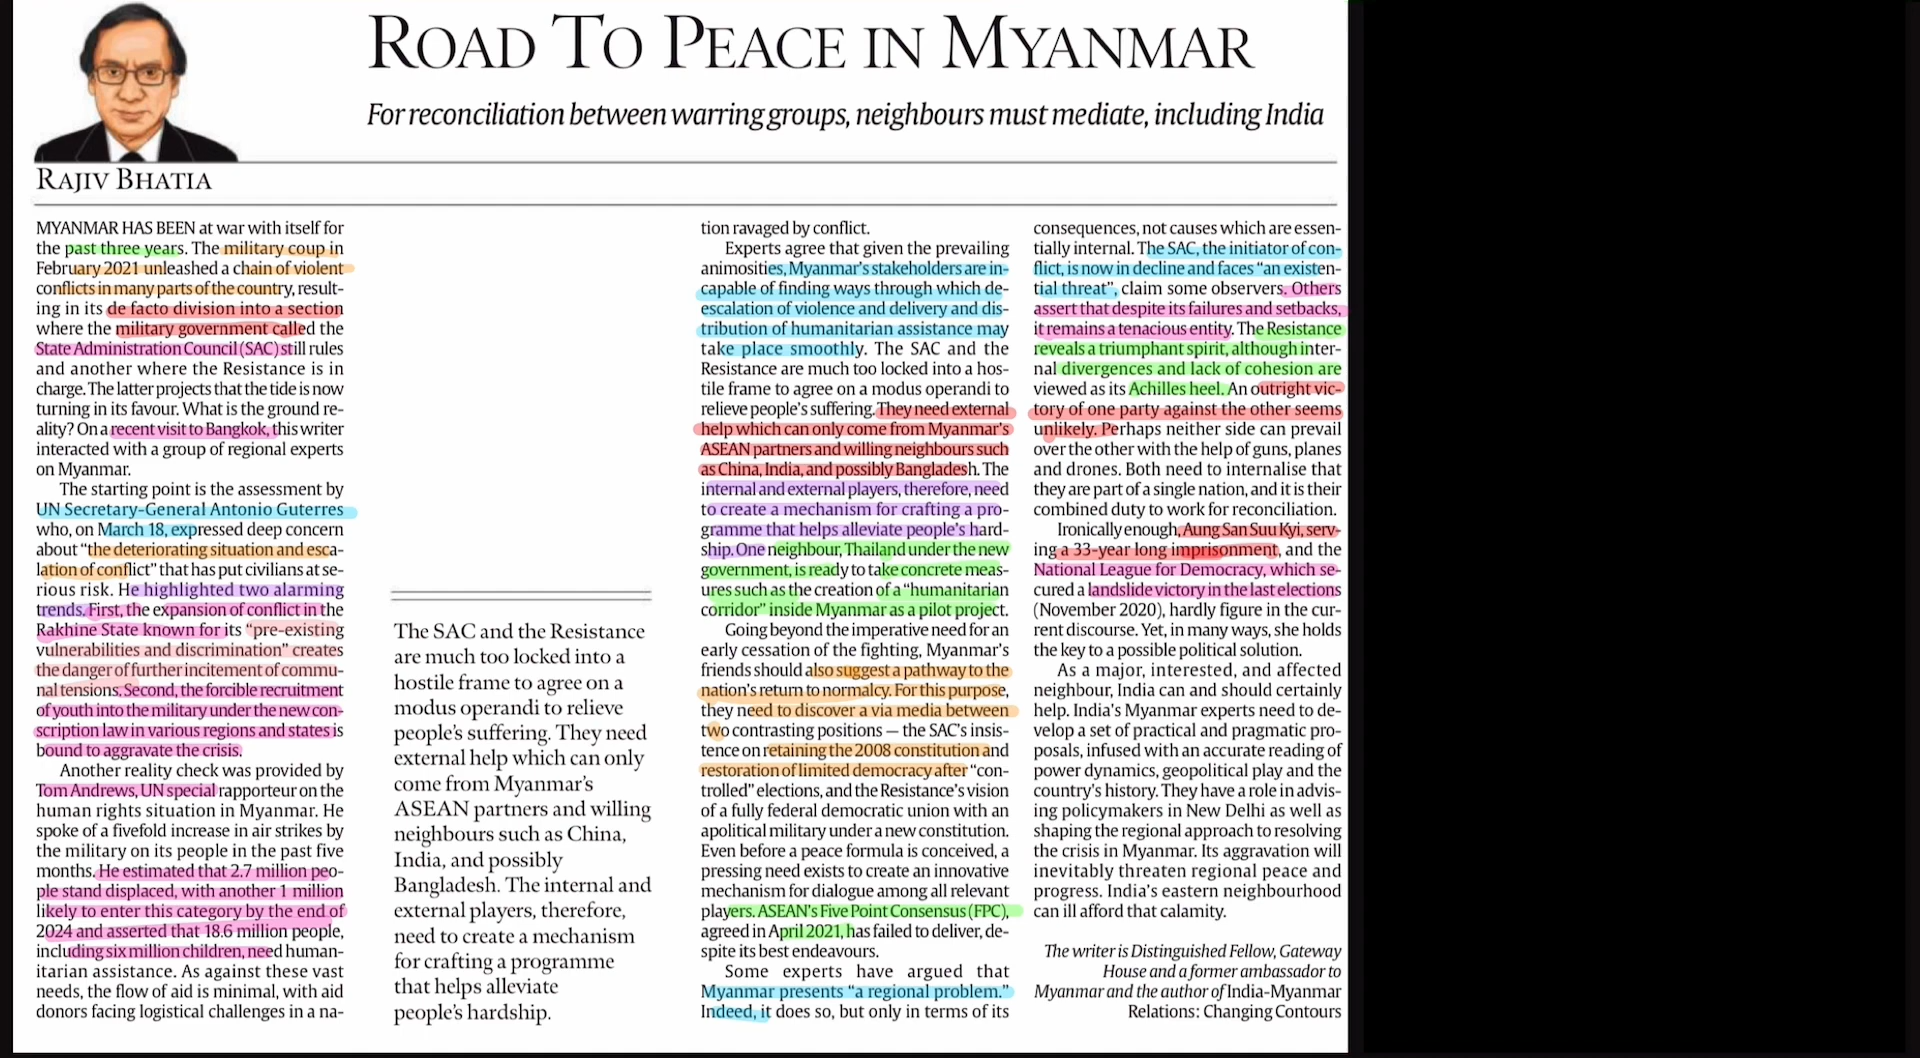 ROAD TO PEACE IN MYANMAR
For reconciliation between warring groups, neighbours must mediate, including India
RAJIV BHATIA
MYANMAR HAS BEEN at war with itself for
the past three years. The military coup in
February 2021 unleashed a chain of violent
conflicts in many parts of the country, result-
ing in its de facto division into a section
where the military government called the
State Administration Council (SAC) still rules
and another where the Resistance is in
charge. The latter projects that the tide is now
turning in its favour. What is the ground re-
ality? On a recent visit to Bangkok, this writer
interacted with a group of regional experts
on Myanmar.
The starting point is the assessment by
UN Secretary-General Antonio Guterres
who, on March 18, expressed deep concern
about “the deteriorating situation and esca-
lation of conflict” that has put civilians at se-
rious risk. He highlighted two alarming
trends. First, the expansion of conflict in the
Rakhine State known for its “pre-existing
vulnerabilities and discrimination” creates
the danger of further incitement of commu-
nal tensions. Second, the forcible recruitment
of youth into the military under the new con-
scription law in various regions and states is
bound to aggravate the crisis.
Another reality check was provided by
Tom Andrews, UN special rapporteur on the
human rights situation in Myanmar. He
spoke of a fivefold increase in air strikes by
the military on its people in the past five
months. He estimated that 2.7 million peo-
ple stand displaced, with another 1 million
likely to enter this category by the end of
2024 and asserted that 18.6 million people,
including six million children, need human-
itarian assistance. As against these vast
needs, the flow of aid is minimal, with aid
donors facing logistical challenges in a na-
The SAC and the Resistance
are much too locked into a
hostile frame to agree on a
modus operandi to relieve
people's suffering. They need
external help which can only
come from Myanmar's
ASEAN partners and willing
neighbours such as China,
India, and possibly
Bangladesh. The internal and
external players, therefore,
need to create a mechanism
for crafting a programme
that helps alleviate
people's hardship.
tion ravaged by conflict.
Experts agree that given the prevailing
animosities, Myanmar's stakeholders are in-
capable of finding ways through which de-
escalation of violence and delivery and dis-
tribution of humanitarian assistance may
take place smoothly. The SAC and the
Resistance are much too locked into a hos-
tile frame to agree on a modus operandi to
relieve people's suffering. They need external
help which can only come from Myanmar's
ASEAN partners and willing neighbours such
as China, India, and possibly Bangladesh. The
internal and external players, therefore, need
to create a mechanism for crafting a pro-
gramme that helps alleviate people's hard-
ship. One neighbour, Thailand under the new
government, is ready to take concrete meas-
ures such as the creation of a “humanitarian
corridor” inside Myanmar as a pilot project.
Going beyond the imperative need for an
early cessation of the fighting, Myanmar's
friends should also suggest a pathway to the
nation's return to normalcy. For this purpose,
they need to discover a via media between
two contrasting positions — the SAC's insis-
tence on retaining the 2008 constitution and
restoration of limited democracy after “con-
trolled” elections, and the Resistance's vision
of a fully federal democratic union with an
apolitical military under a new constitution.
Even before a peace formula is conceived, a
pressing need exists to create an innovative
mechanism for dialogue among all relevant
players. ASEAN's Five Point Consensus (FPC),
agreed in April 2021, has failed to deliver, de-
spite its best endeavours.
Some experts have argued that
Myanmar presents “a regional problem.”
Indeed, it does so, but only in terms of its
consequences, not causes which are essen-
tially internal. The SAC, the initiator of con-
flict, is now in decline and faces “an existen-
tial threat”, claim some observers. Others
assert that despite its failures and setbacks,
it remains a tenacious entity. The Resistance
reveals a triumphant spirit, although inter-
nal divergences and lack of cohesion are
viewed as its Achilles heel. An outright vic-
tory of one party against the other seems
unlikely. Perhaps neither side can prevail
over the other with the help of guns, planes
and drones. Both need to internalise that
they are part of a single nation, and it is their
combined duty to work for reconciliation.
Ironically enough, Aung San Suu Kyi, serv-
ing a 33-year long imprisonment, and the
National League for Democracy, which se-
cured a landslide victory in the last elections
(November 2020), hardly figure in the cur-
rent discourse. Yet, in many ways, she holds
the key to a possible political solution.
As a major, interested, and affected
neighbour, India can and should certainly
help. India's Myanmar experts need to de-
velop a set of practical and pragmatic pro-
posals, infused with an accurate reading of
power dynamics, geopolitical play and the
country's history. They have a role in advis-
ing policymakers in New Delhi as well as
shaping the regional approach to resolving
the crisis in Myanmar. Its aggravation will
inevitably threaten regional peace and
progress. India's eastern neighbourhood
can ill afford that calamity.
The writer is Distinguished Fellow, Gateway
House and a former ambassador to
Myanmar and the author of India-Myanmar
Relations: Changing Contours